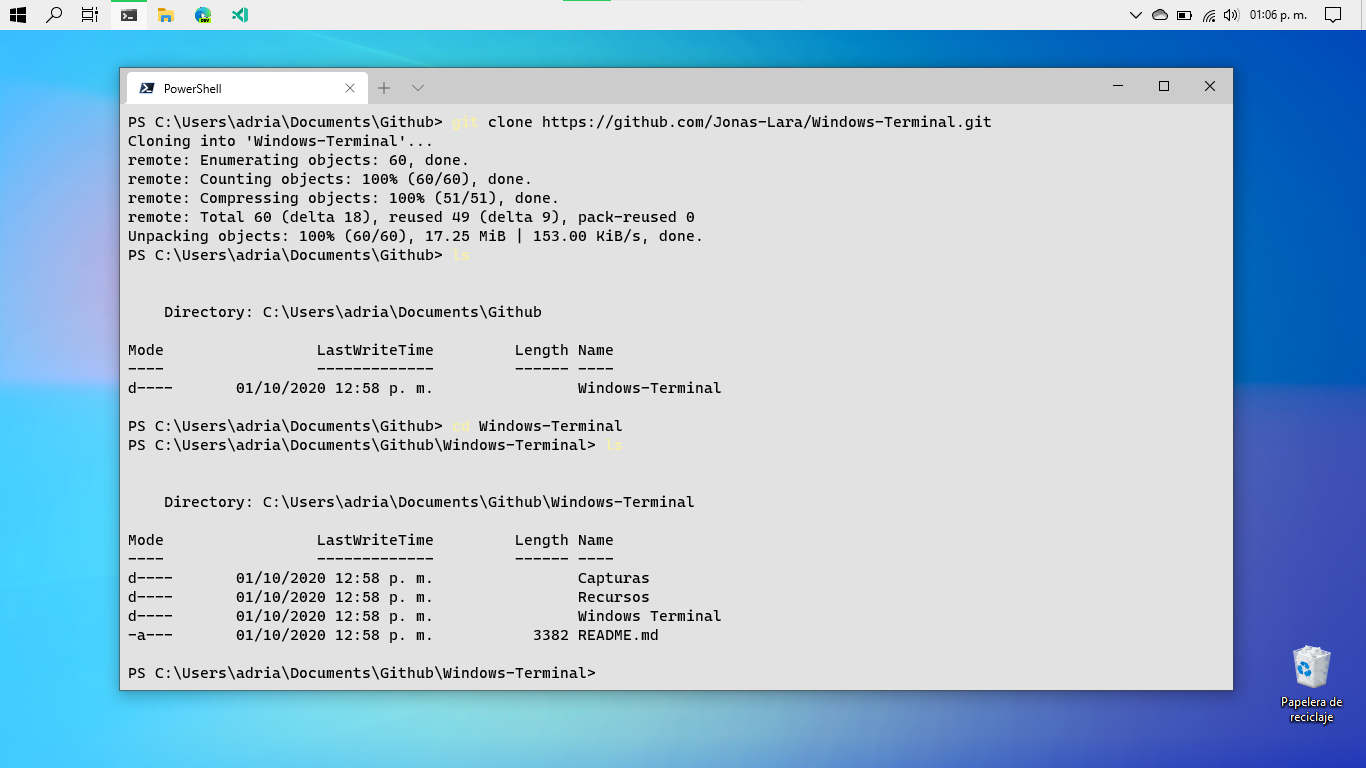 01:06 p. m.
PowerShell
PS C:\Users\adria\Documents\Github> git clone https://github.com/Jonas-Lara/Windows-Terminal.git
Cloning into 'Windows-Terminal'...
remote: Enumerating objects: 60, done.
remote: Counting objects: 100% (60/60), done.
remote: Compressing objects: 100% (51/51), done.
remote: Total 60 (delta 18), reused 49 (delta 9), pack-reused 0
Unpacking objects: 100% (60/60), 17.25 MiB | 153.00 KiB/s, done.
PS C:\Users\adria\Documents\Github> ls
    Directory: C:\Users\adria\Documents\Github
Mode                 LastWriteTime         Length Name
----                 -------------         ------ ----
d----       01/10/2020 12:58 p. m.                Windows-Terminal
PS C:\Users\adria\Documents\Github> cd Windows-Terminal
PS C:\Users\adria\Documents\Github\Windows-Terminal> ls
    Directory: C:\Users\adria\Documents\Github\Windows-Terminal
Mode                 LastWriteTime         Length Name
----                 -------------         ------ ----
d----       01/10/2020 12:58 p. m.                Capturas
d----       01/10/2020 12:58 p. m.                Recursos
d----       01/10/2020 12:58 p. m.                Windows Terminal
-a---       01/10/2020 12:58 p. m.           3382 README.md
PS C:\Users\adria\Documents\Github\Windows-Terminal>
Papelera de
reciclaje